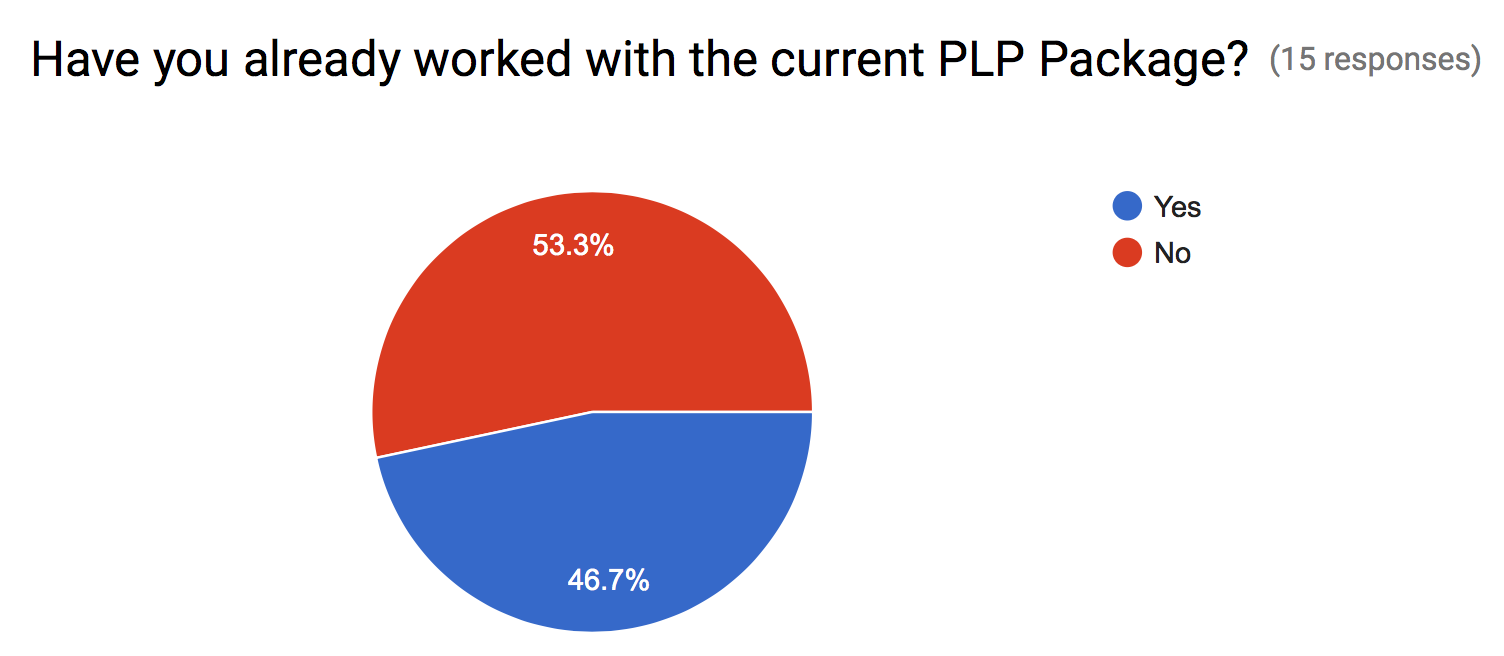 Have you already worked with the current PLP Package? (15 responses)
Yes
No
53.3%
46.7%